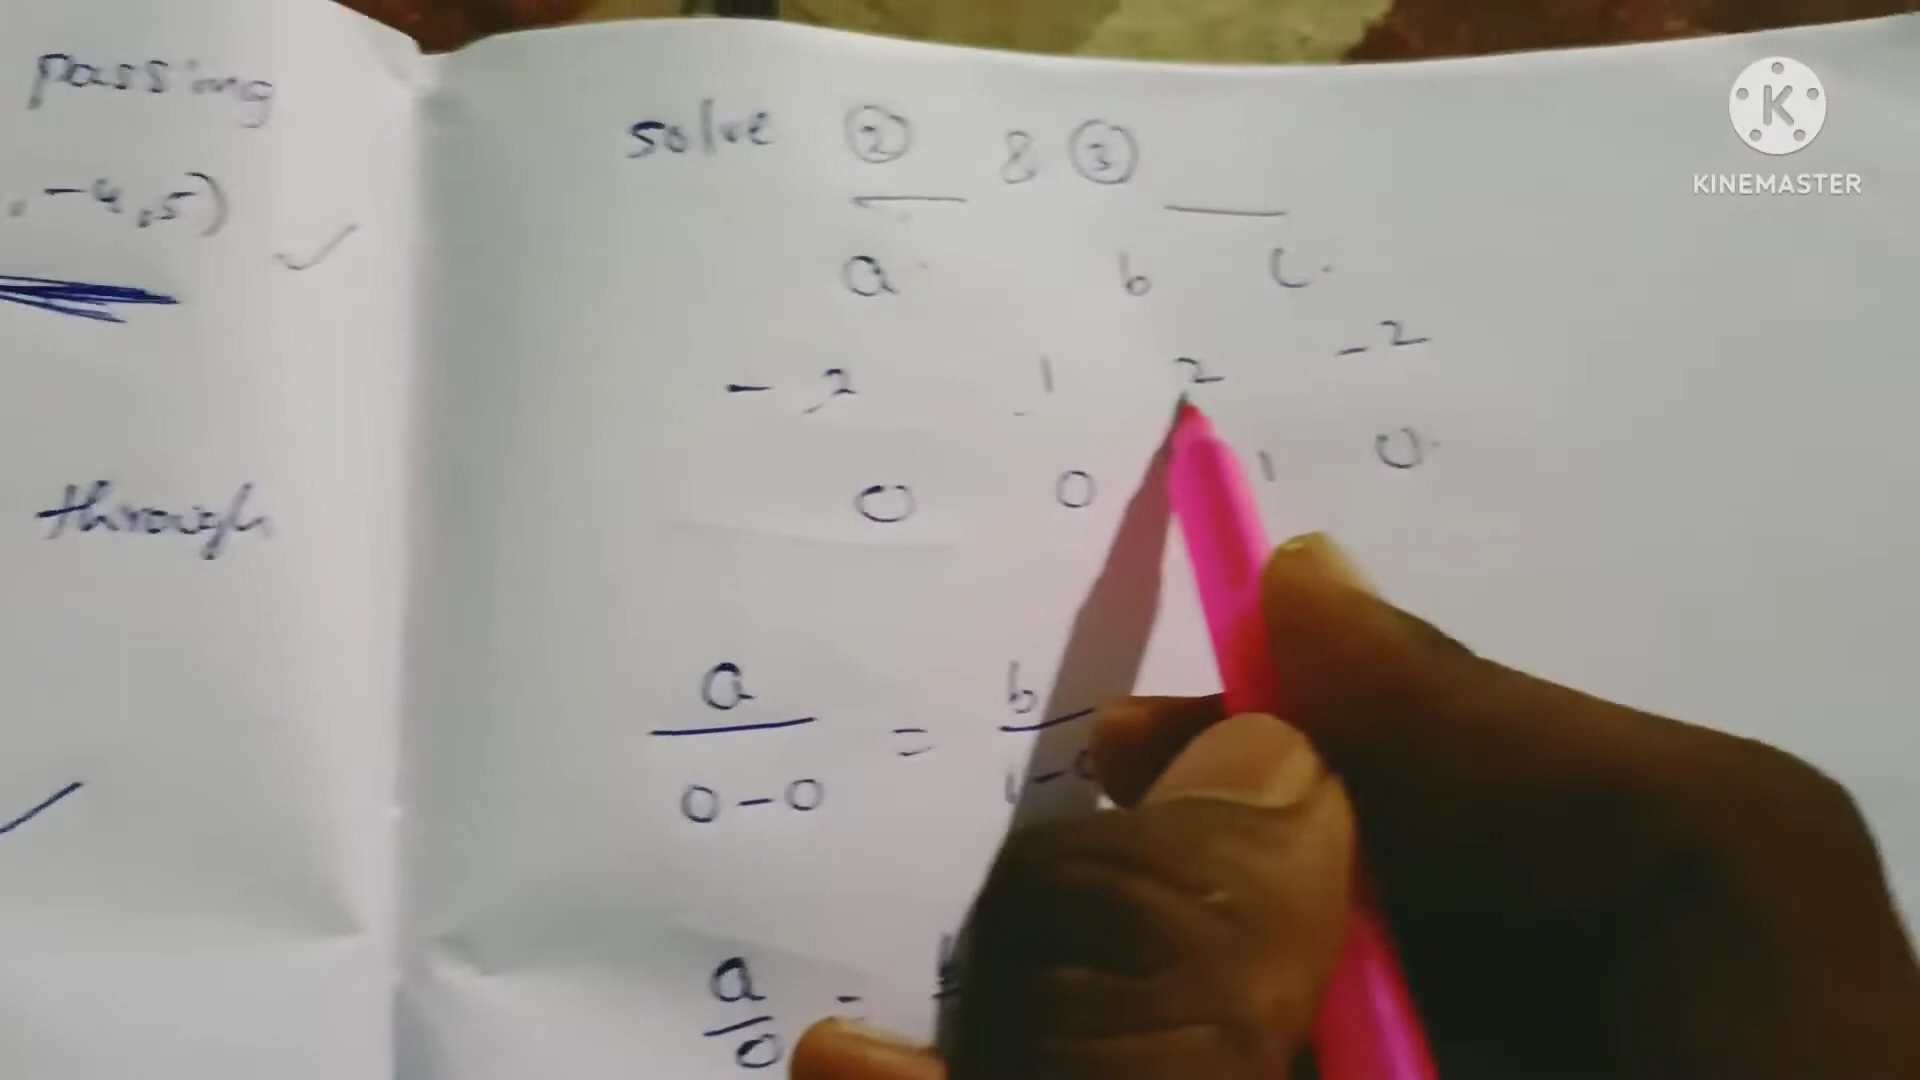 passing
, -4, 5)
through
solve ② & ③
a b c.
-2 1 2 -2
0 0 1 0
a = b
0-0
a =
0
KINEMASTER